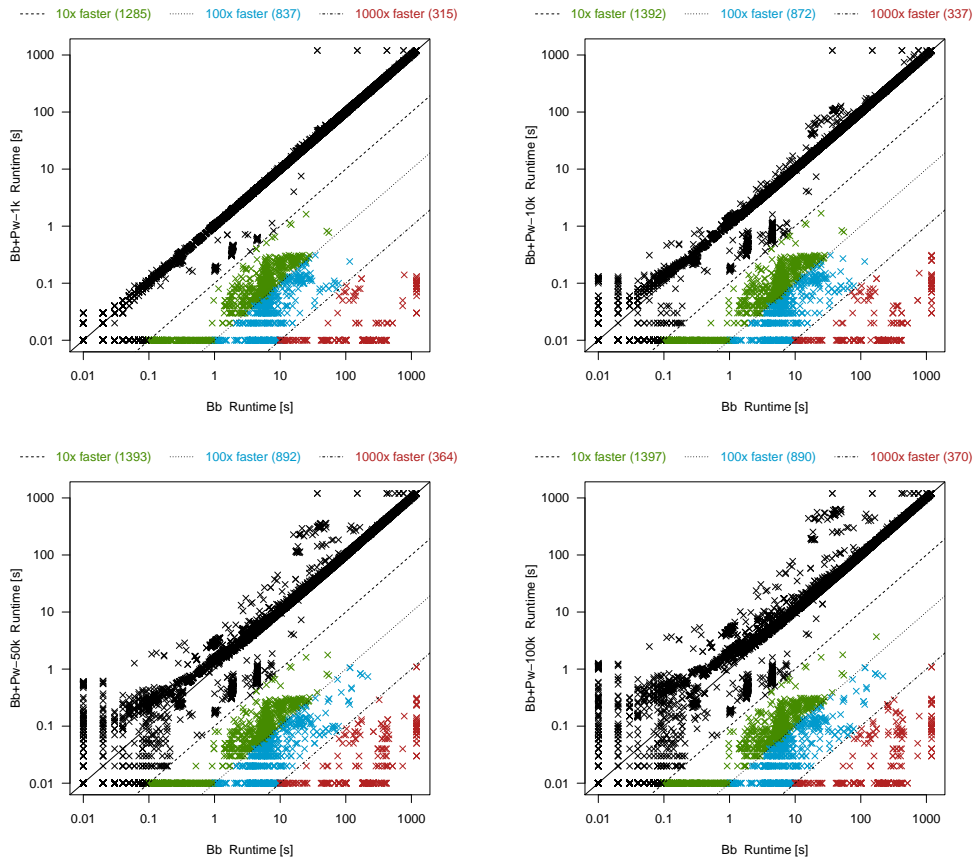 10x faster (1285) 100x faster (837) 1000x faster (315)
1000
100
10
1
0.1
0.01
Bb+Pw−1k Runtime [s]
0.01 0.1 1 10 100 1000
Bb Runtime [s]
10x faster (1392) 100x faster (872) 1000x faster (337)
1000
100
10
1
0.1
0.01
Bb+Pw−10k Runtime [s]
0.01 0.1 1 10 100 1000
Bb Runtime [s]
10x faster (1393) 100x faster (892) 1000x faster (364)
1000
100
10
1
0.1
0.01
Bb+Pw−50k Runtime [s]
0.01 0.1 1 10 100 1000
Bb Runtime [s]
10x faster (1397) 100x faster (890) 1000x faster (370)
1000
100
10
1
0.1
0.01
Bb+Pw−100k Runtime [s]
0.01 0.1 1 10 100 1000
Bb Runtime [s]